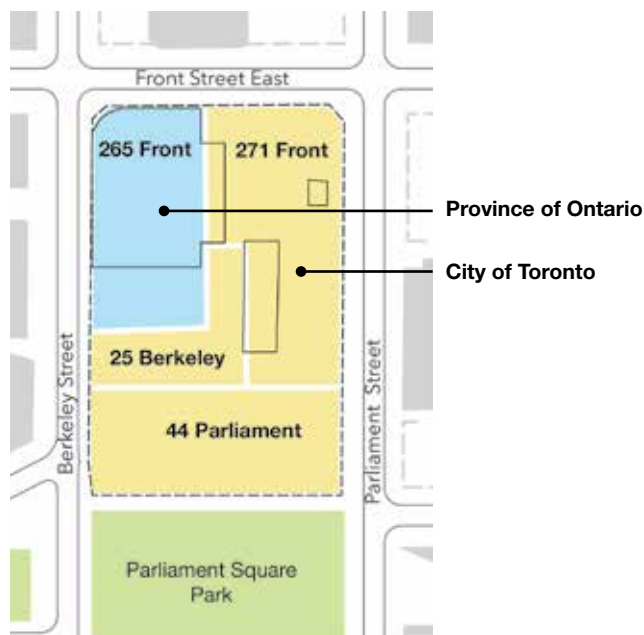 Front Street East
265 Front
271 Front
Province of Ontario
City of Toronto
25 Berkeley
Berkeley Street
Parliament Street
44 Parliament
Parliament Square
Park